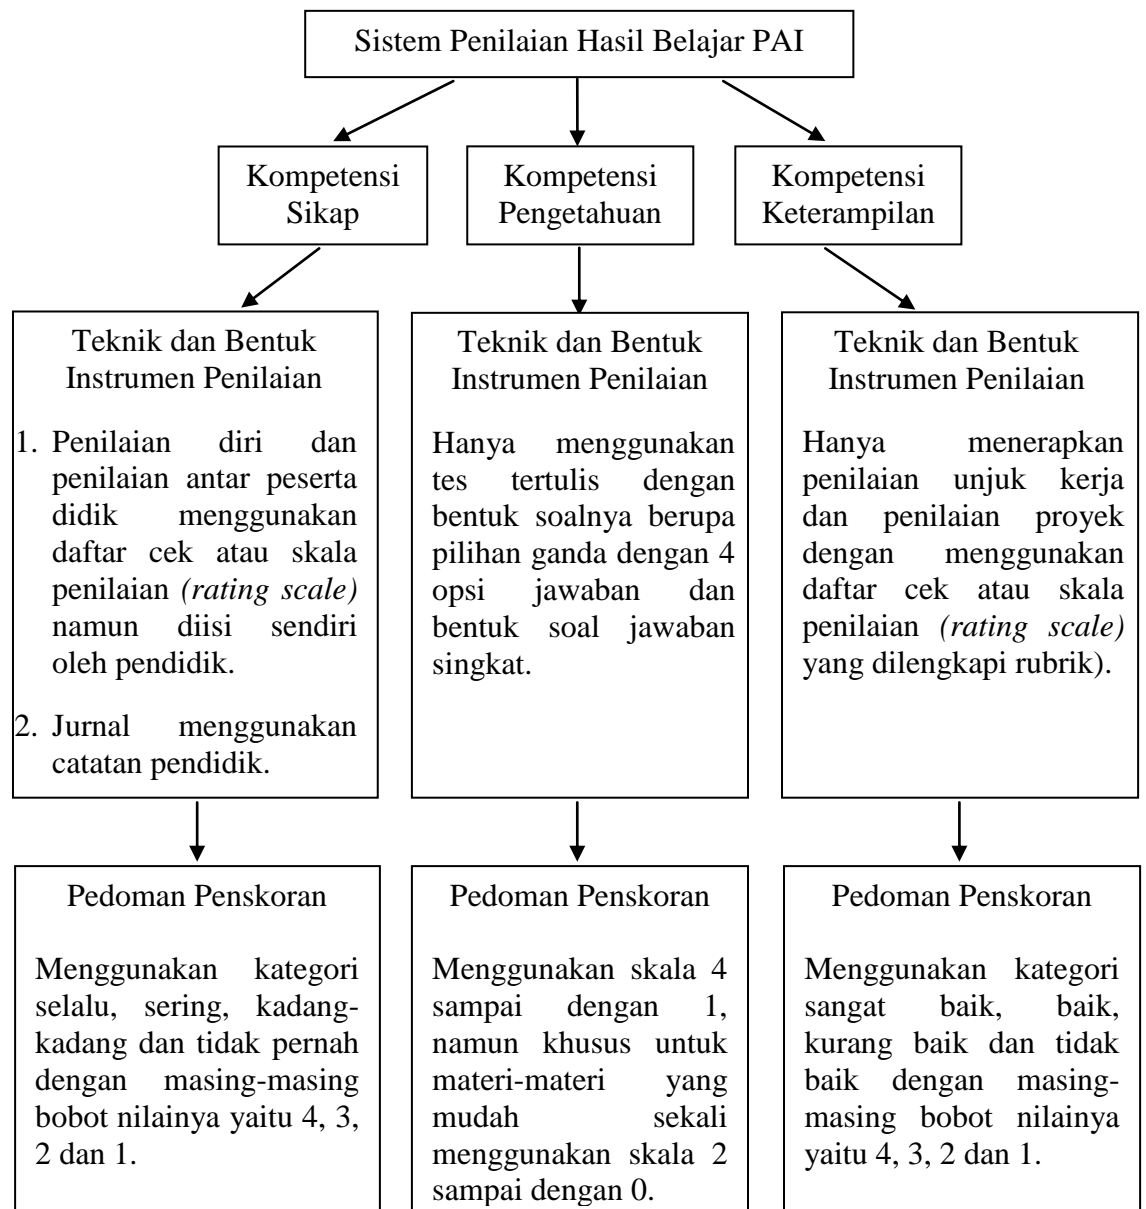 Sistem Penilaian Hasil Belajar PAI
Kompetensi
Sikap
Kompetensi
Pengetahuan
Kompetensi
Keterampilan
Teknik dan Bentuk
Instrumen Penilaian
1. Penilaian diri dan
penilaian antar peserta
didik menggunakan
daftar cek atau skala
penilaian (rating scale)
namun diisi sendiri
oleh pendidik.
2. Jurnal menggunakan
catatan pendidik.
Teknik dan Bentuk
Instrumen Penilaian
Hanya menggunakan
tes tertulis dengan
bentuk soalnya berupa
pilihan ganda dengan 4
opsi jawaban dan
bentuk soal jawaban
singkat.
Teknik dan Bentuk
Instrumen Penilaian
Hanya menerapkan
penilaian unjuk kerja
dan penilaian proyek
dengan menggunakan
daftar cek atau skala
penilaian (rating scale)
yang dilengkapi rubrik).
Pedoman Penskoran
Menggunakan kategori
selalu, sering, kadang-
kadang dan tidak pernah
dengan masing-masing
bobot nilainya yaitu 4, 3,
2 dan 1.
Pedoman Penskoran
Menggunakan skala 4
sampai dengan 1,
namun khusus untuk
materi-materi yang
mudah sekali
menggunakan skala 2
sampai dengan 0.
Pedoman Penskoran
Menggunakan kategori
sangat baik, baik,
kurang baik dan tidak
baik dengan masing-
masing bobot nilainya
yaitu 4, 3, 2 dan 1.